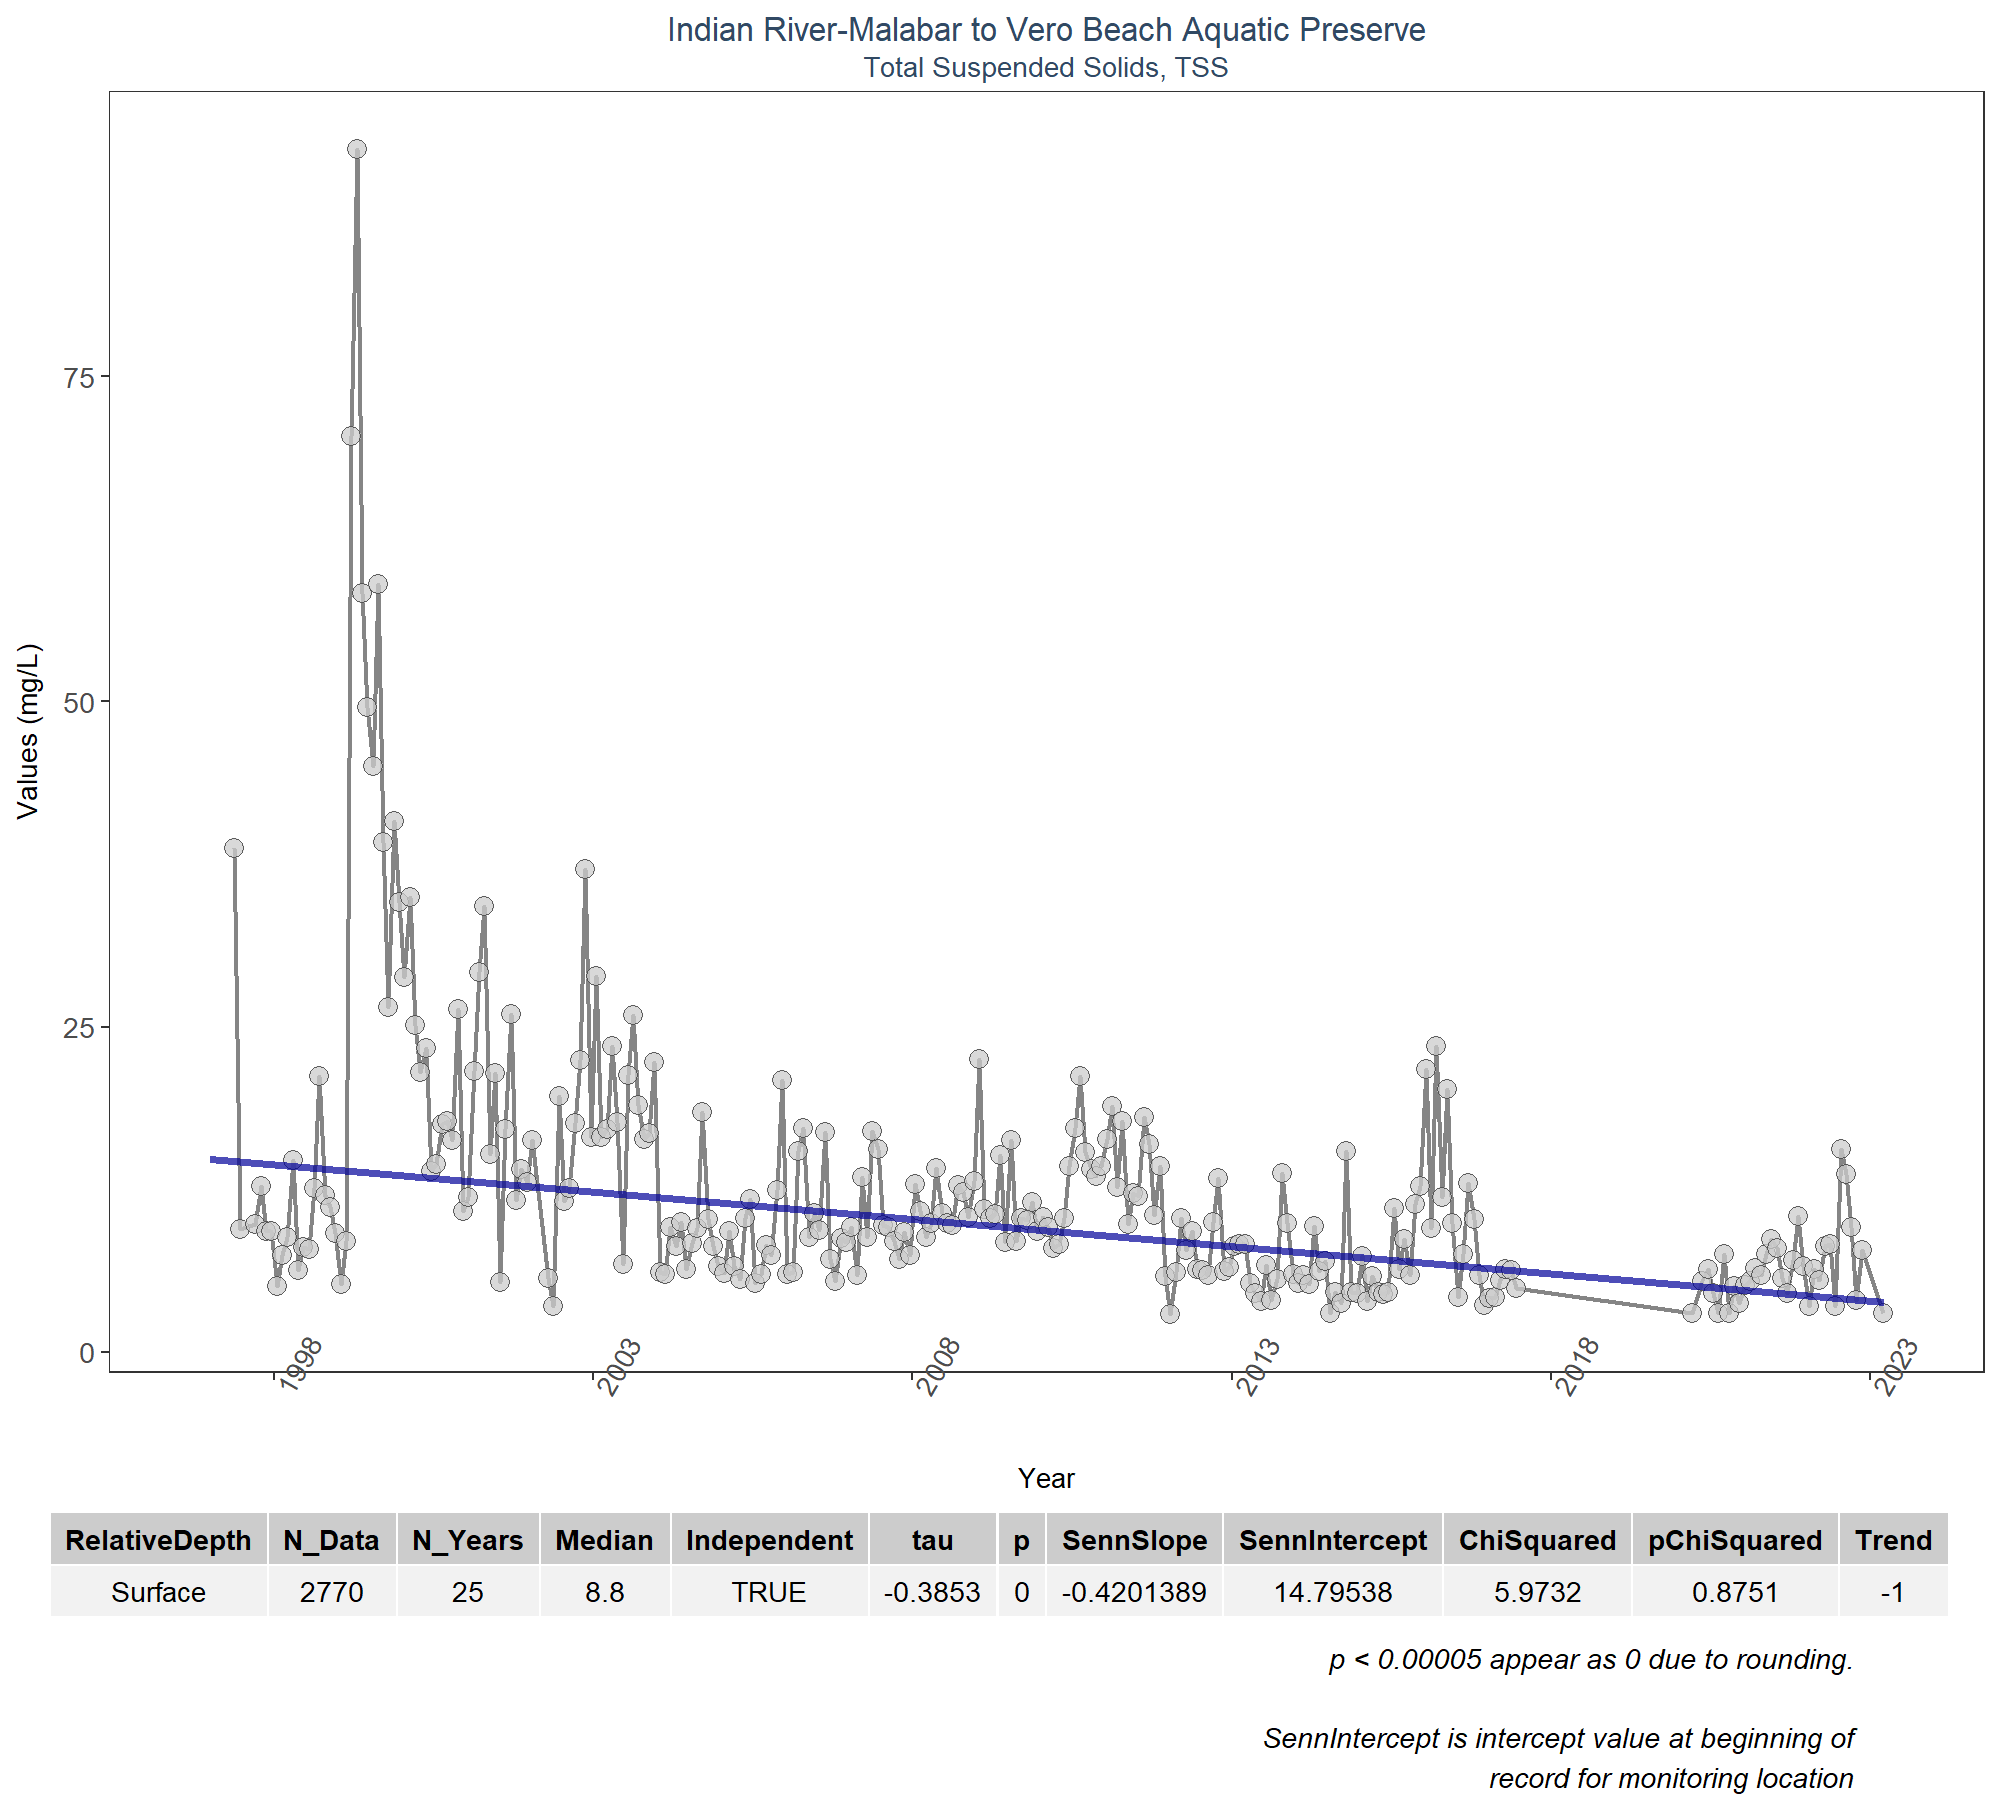 Indian River-Malabar to Vero Beach Aquatic Preserve
Total Suspended Solids, TSS
Values (mg/L)
75
50
25
0
1998 2003 2008 2013 2018 2023
Year
RelativeDepth N_Data N_Years Median Independent tau p SennSlope SennIntercept ChiSquared pChiSquared Trend
Surface 2770 25 8.8 TRUE -0.3853 0 -0.4201389 14.79538 5.9732 0.8751 -1
p < 0.00005 appear as 0 due to rounding.
SennIntercept is intercept value at beginning of
record for monitoring location